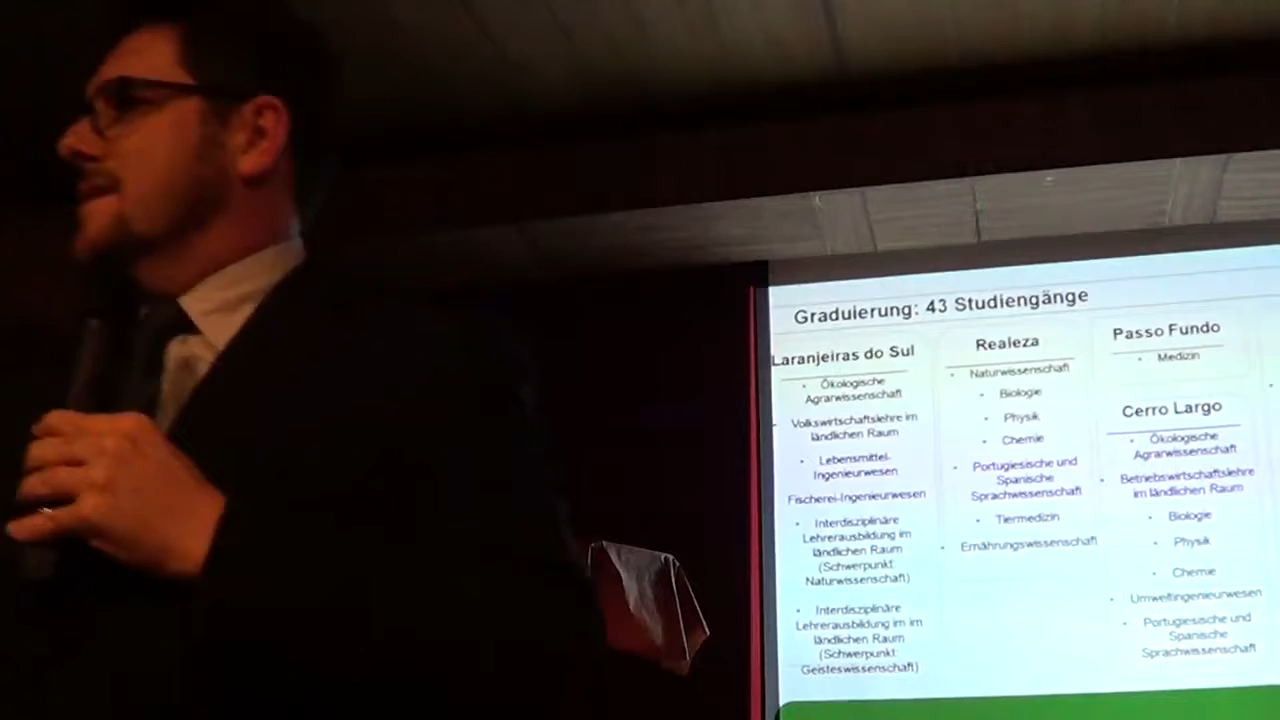 Graduierung: 43 Studiengänge
Laranjeiras do Sul
• Ökologische
Agrarwissenschaft
• Volkswirtschaftslehre im
ländlichen Raum
• Lebensmittel-
Ingenieurwesen
Fischerei-Ingenieurwesen
• Interdisziplinäre
Lehrerausbildung im
ländlichen Raum
(Schwerpunkt
Naturwissenschaft)
• Interdisziplinäre
Lehrerausbildung im im
ländlichen Raum
(Schwerpunkt
Geisteswissenschaft)
Realeza
• Naturwissenschaft
• Biologie
• Physik
• Chemie
• Portugiesische und
Spanische
Sprachwissenschaft
• Tiermedizin
• Ernährungswissenschaft
Passo Fundo
• Medizin
Cerro Largo
• Ökologische
Agrarwissenschaft
• Betriebswirtschaftslehre
im ländlichen Raum
• Biologie
• Physik
• Chemie
• Umweltingenieurwesen
• Portugiesische und
Spanische
Sprachwissenschaft